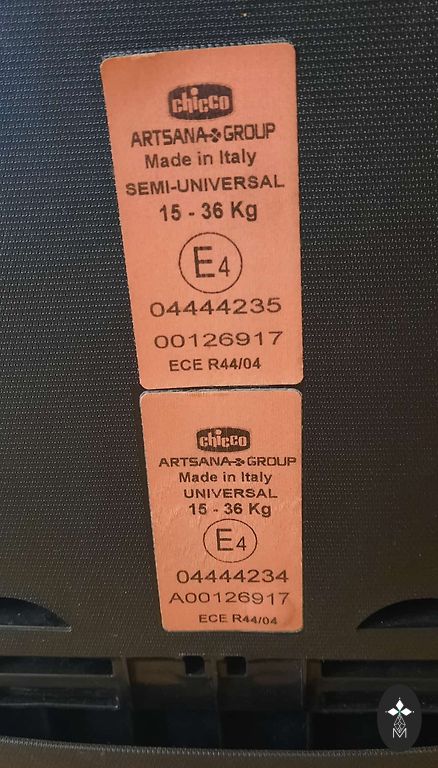 chicco
ARTSANA GROUP
Made in Italy
SEMI-UNIVERSAL
15 - 36 Kg
E4
04444235
00126917
ECE R44/04
chicco
ARTSANA GROUP
Made in Italy
UNIVERSAL
15 - 36 Kg
E4
04444234
A00126917
ECE R44/04
M